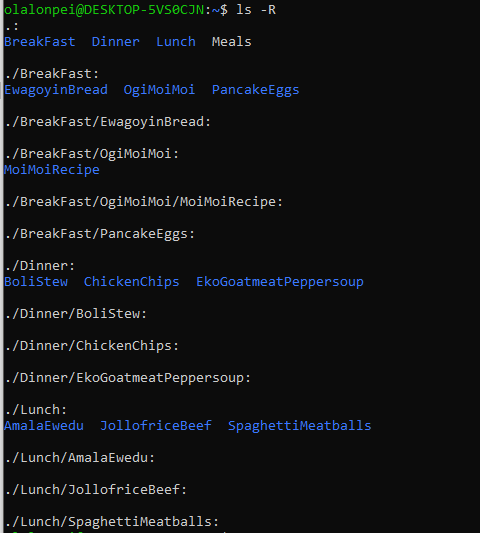 olalonpei@DESKTOP-5VS0CJN:~$ ls -R
.:
BreakFast  Dinner  Lunch  Meals
./BreakFast:
EwagoyinBread  OgiMoiMoi  PancakeEggs
./BreakFast/EwagoyinBread:
./BreakFast/OgiMoiMoi:
MoiMoiRecipe
./BreakFast/OgiMoiMoi/MoiMoiRecipe:
./BreakFast/PancakeEggs:
./Dinner:
BoliStew  ChickenChips  EkoGoatmeatPeppersoup
./Dinner/BoliStew:
./Dinner/ChickenChips:
./Dinner/EkoGoatmeatPeppersoup:
./Lunch:
AmalaEwedu  JollofriceBeef  SpaghettiMeatballs
./Lunch/AmalaEwedu:
./Lunch/JollofriceBeef:
./Lunch/SpaghettiMeatballs: